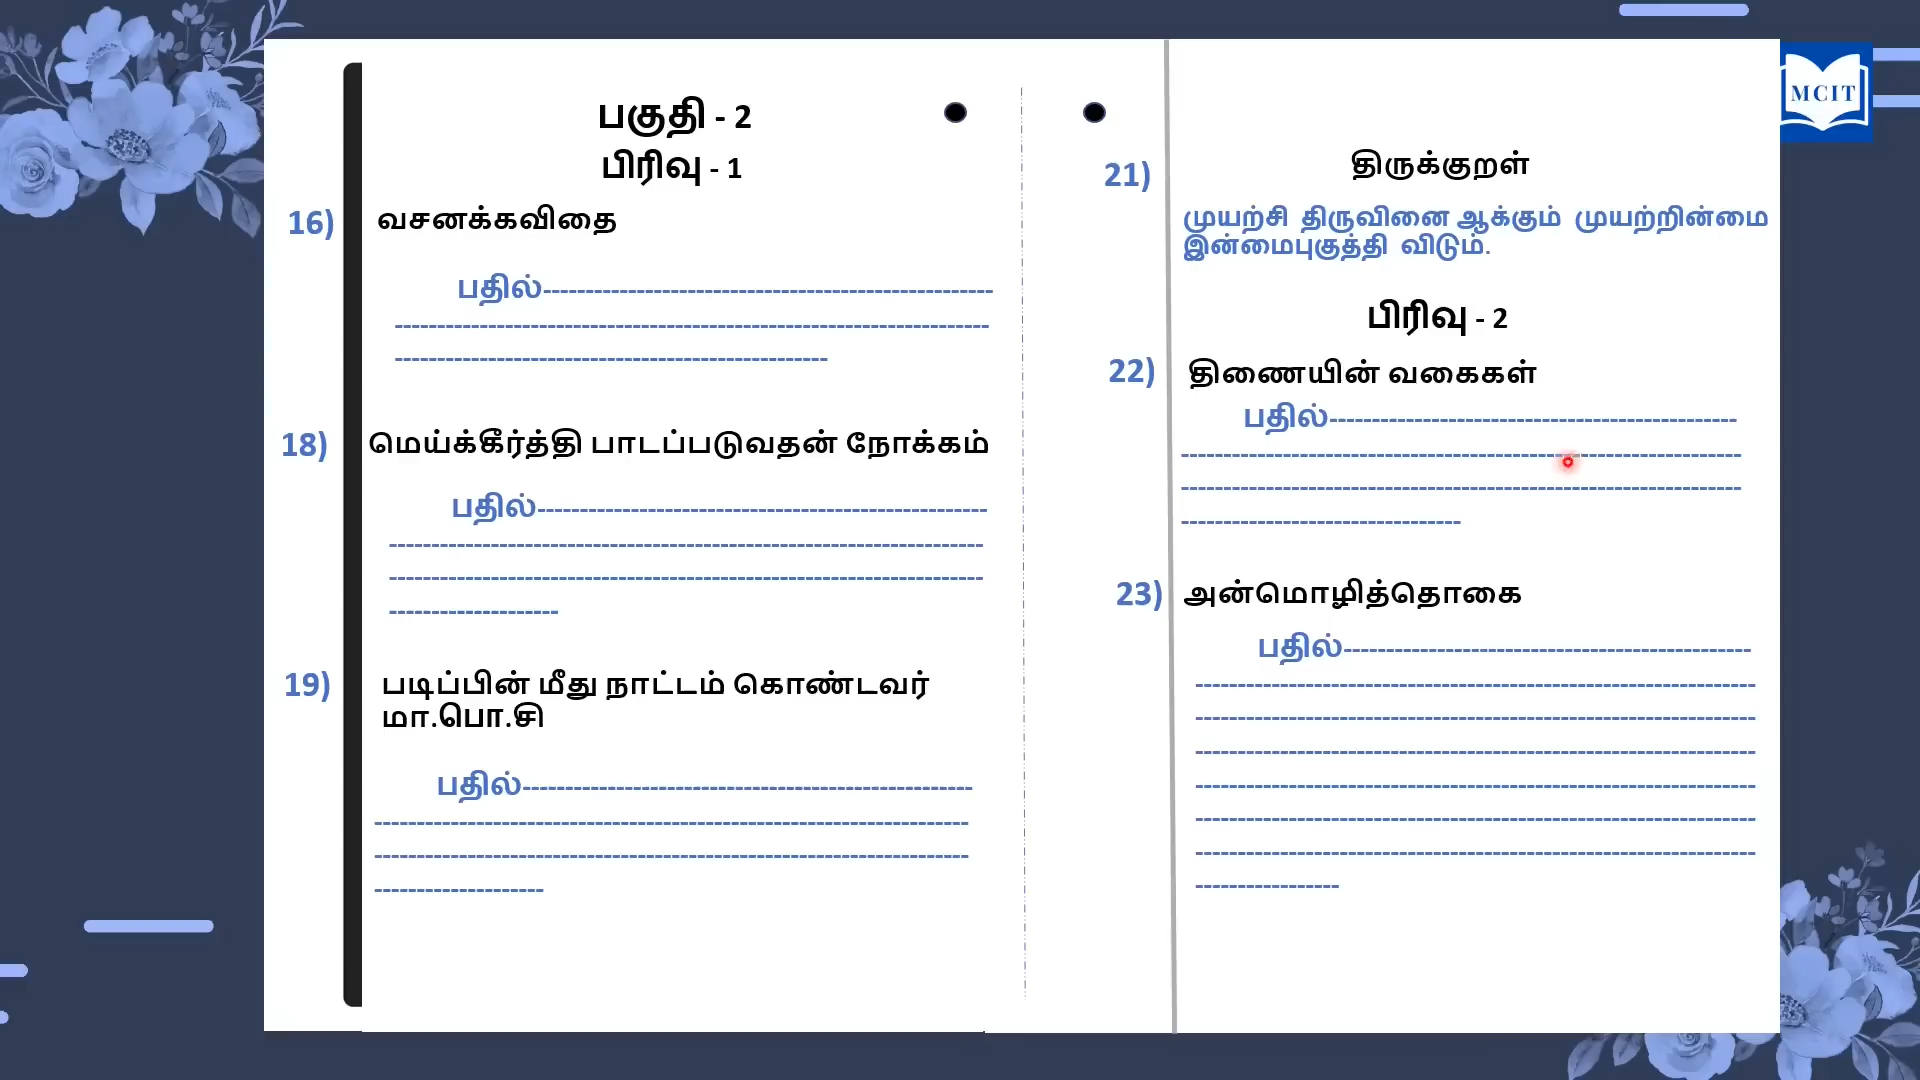 பகுதி - 2
பிரிவு - 1
16) வசனக்கவிதை
பதில்-----------------------------------------------------
----------------------------------------------------------------------
---------------------------------------------------
18) மெய்க்கீர்த்தி பாடப்படுவதன் நோக்கம்
பதில்-----------------------------------------------------
----------------------------------------------------------------------
----------------------------------------------------------------------
--------------------
19) படிப்பின் மீது நாட்டம் கொண்டவர்
மா.பொ.சி
பதில்-----------------------------------------------------
----------------------------------------------------------------------
----------------------------------------------------------------------
--------------------
21) திருக்குறள்
முயற்சி திருவினை ஆக்கும் முயற்றின்மை
இன்மைபுகுத்தி விடும்.
பிரிவு - 2
22) திணையின் வகைகள்
பதில்------------------------------------------------
------------------------------------------------------------------
------------------------------------------------------------------
---------------------------------
23) அன்மொழித்தொகை
பதில்------------------------------------------------
------------------------------------------------------------------
------------------------------------------------------------------
------------------------------------------------------------------
------------------------------------------------------------------
------------------------------------------------------------------
------------------------------------------------------------------
-----------------
MCIT